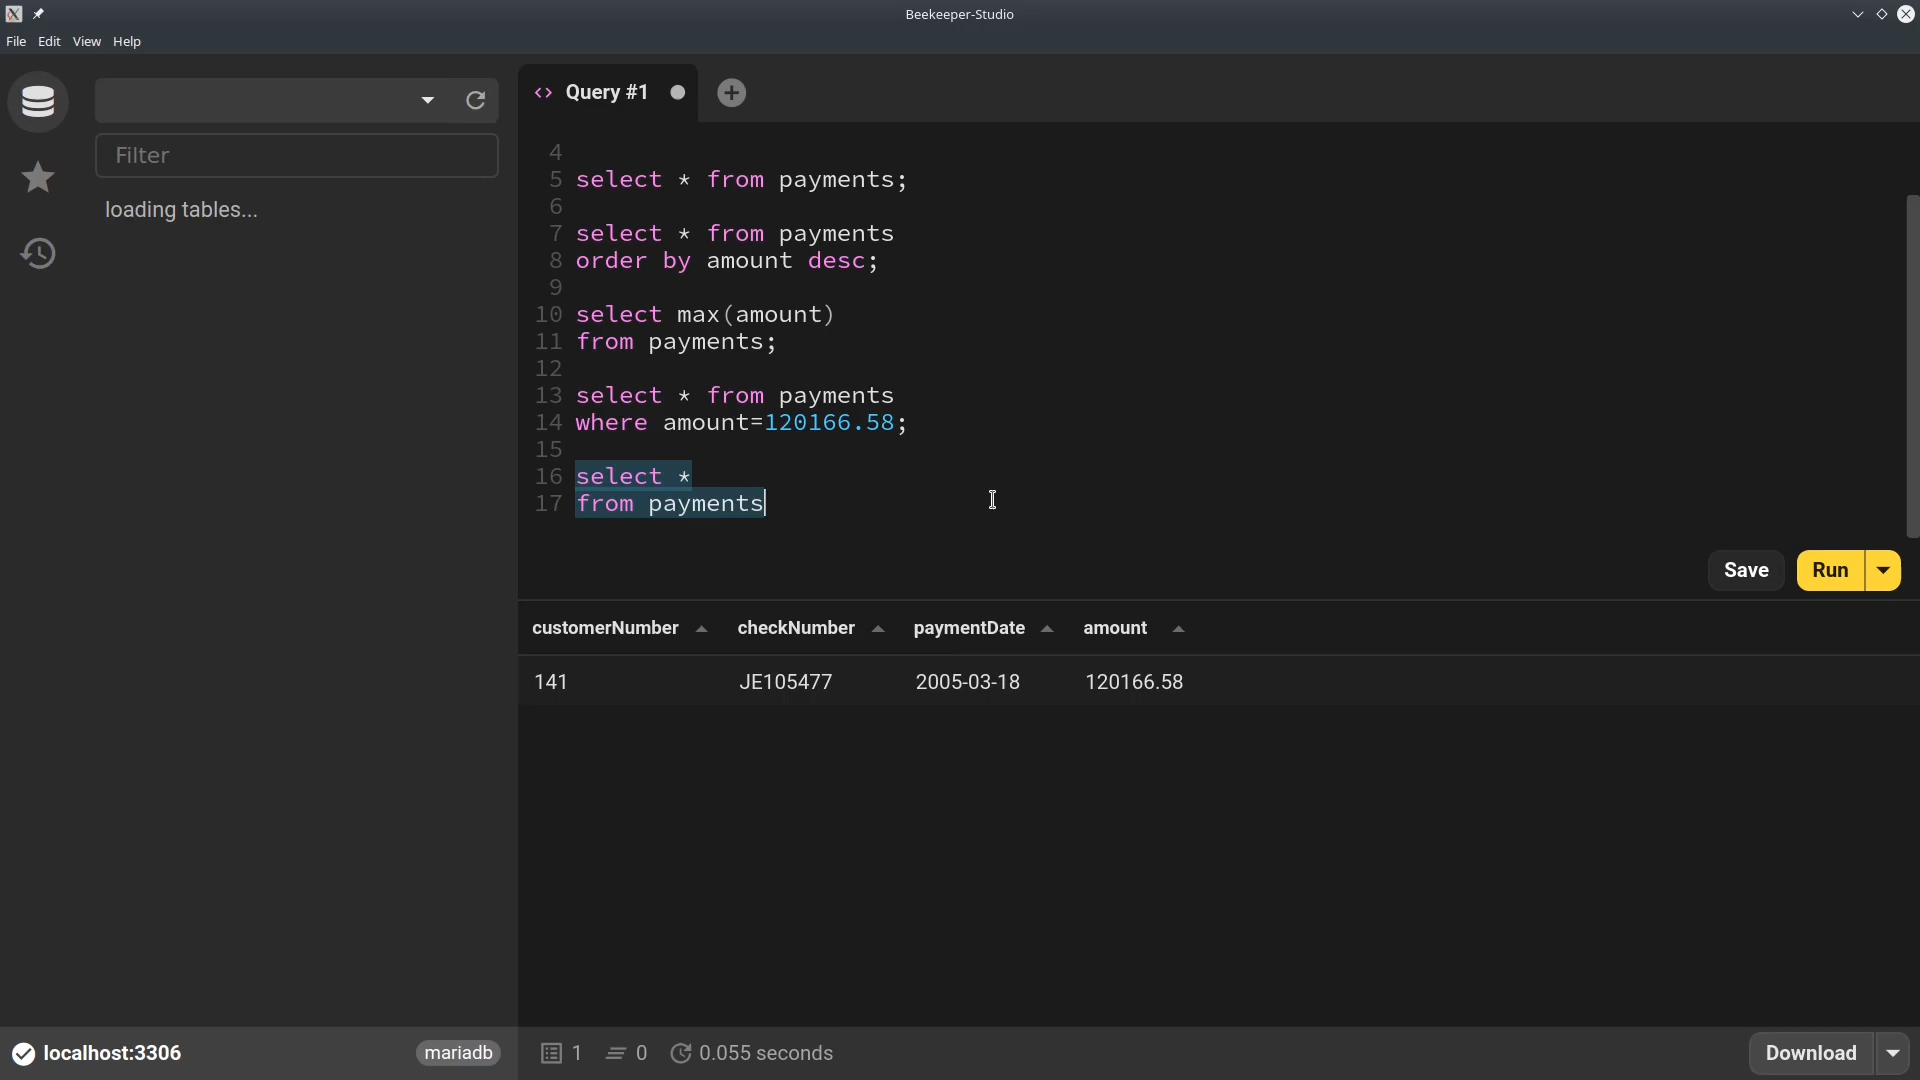 Beekeeper-Studio
File Edit View Help
Filter
loading tables...
Query #1
4
5 select * from payments;
6
7 select * from payments
8 order by amount desc;
9
10 select max(amount)
11 from payments;
12
13 select * from payments
14 where amount=120166.58;
15
16 select *
17 from payments
Save Run
customerNumber checkNumber paymentDate amount
141 JE105477 2005-03-18 120166.58
localhost:3306 mariadb 1 0 0.055 seconds Download